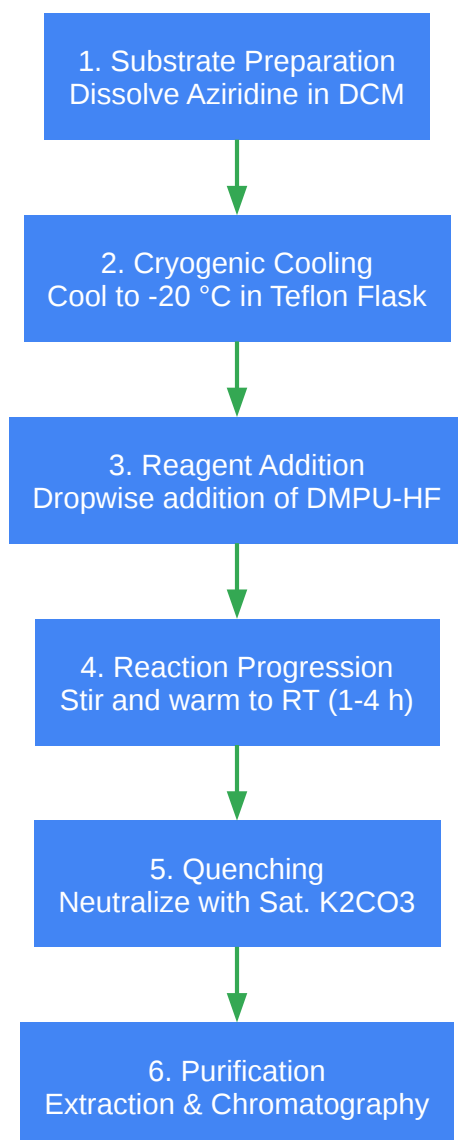 1. Substrate Preparation
Dissolve Aziridine in DCM
2. Cryogenic Cooling
Cool to -20 °C in Teflon Flask
3. Reagent Addition
Dropwise addition of DMPU-HF
4. Reaction Progression
Stir and warm to RT (1-4 h)
5. Quenching
Neutralize with Sat. K2CO3
6. Purification
Extraction & Chromatography